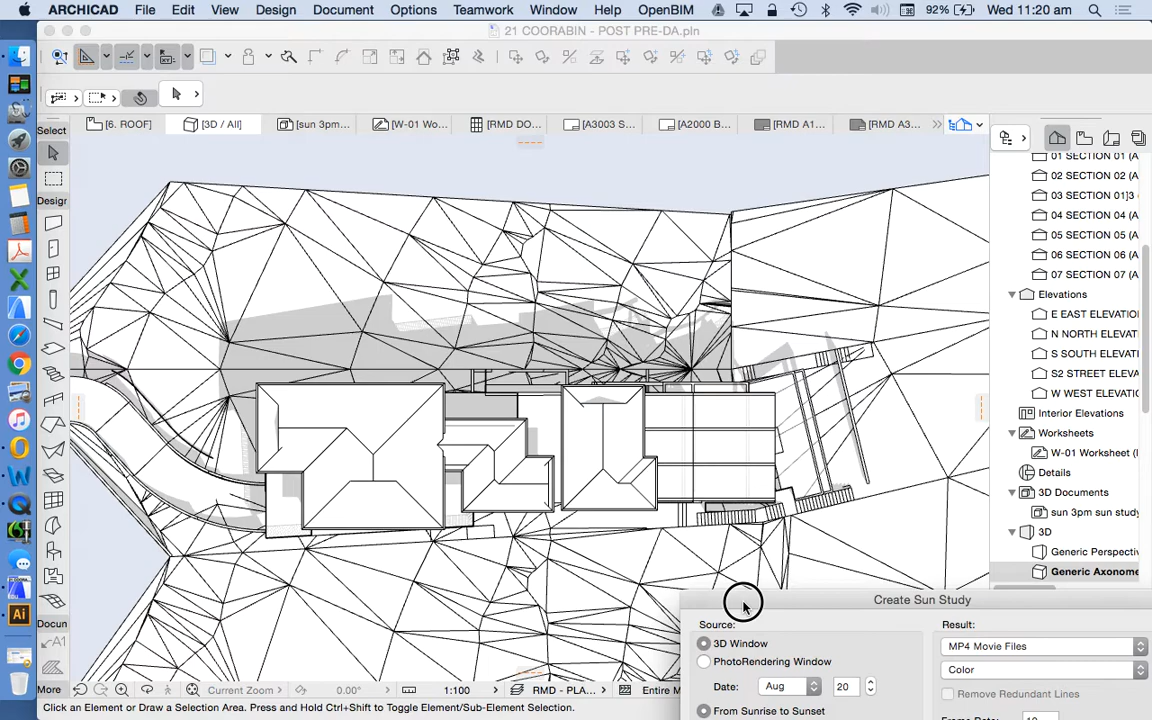 ARCHICAD File Edit View Design Document Options Teamwork Window Help OpenBIM 92% Wed 11:20 am
21 COORABIN - POST PRE-DA.pln
[6. ROOF] [3D / All] [sun 3pm... [W-01 Wo... [RMD DO... [A3003 S... [A2000 B... [RMD A1... [RMD A3...
Select
Design
Docun
More
01 SECTION 01 (A
02 SECTION 02 (A
03 SECTION 01)3
04 SECTION 04 (A
05 SECTION 05 (A
06 SECTION 06 (A
07 SECTION 07 (A
Elevations
E EAST ELEVATIO
N NORTH ELEVAT
S SOUTH ELEVAT
S2 STREET ELEVA
W WEST ELEVATI
Interior Elevations
Worksheets
W-01 Worksheet (I
Details
3D Documents
sun 3pm sun study
3D
Generic Perspectiv
Generic Axonome
Create Sun Study
Source:
3D Window
PhotoRendering Window
Date: Aug 20
From Sunrise to Sunset
Result:
MP4 Movie Files
Color
Remove Redundant Lines
Frame Rate: 10
Current Zoom 0.00° 1:100 RMD - PLA... Entire M
Click an Element or Draw a Selection Area. Press and Hold Ctrl+Shift to Toggle Element/Sub-Element Selection.